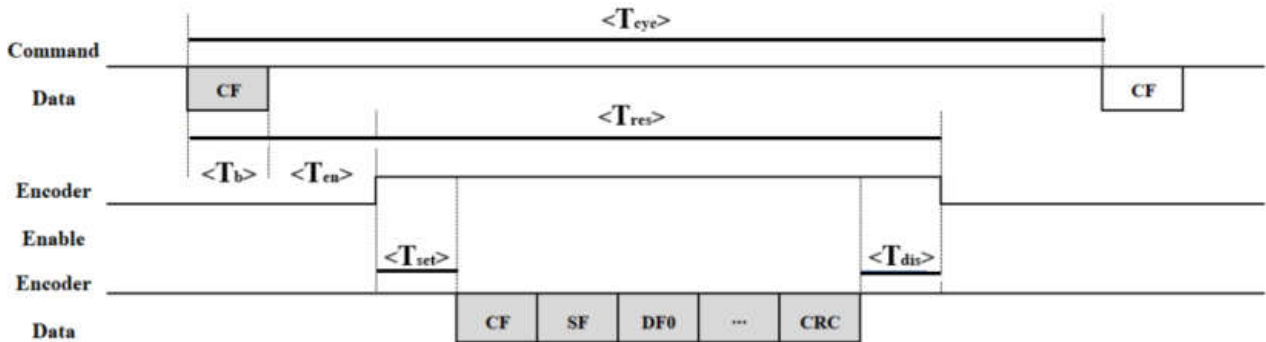 <Tcyc>
Command
CF
CF
Data
<Tres>
<Tb> <Ten>
Encoder
Enable
<Tset> <Tdis>
Encoder
CF SF DF0 ... CRC
Data